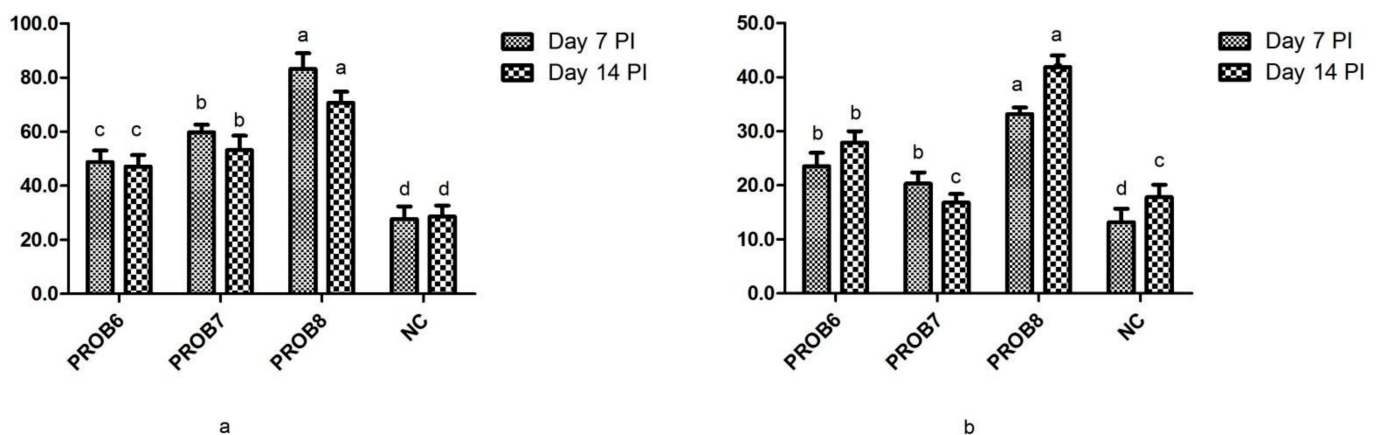 100.0
80.0
60.0
40.0
20.0
0.0
c c b b a a d d
PROB6 PROB7 PROB8 NC
Day 7 PI
Day 14 PI
a
50.0
40.0
30.0
20.0
10.0
0.0
b b b c a a d c
PROB6 PROB7 PROB8 NC
Day 7 PI
Day 14 PI
b